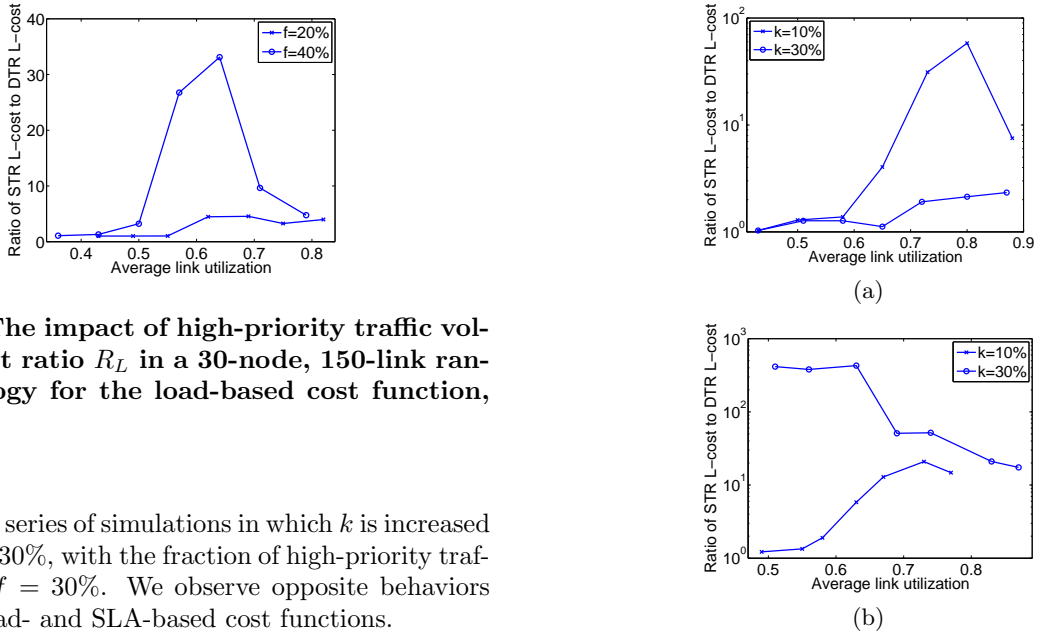 Ratio of STR L-cost to DTR L-cost
40
30
20
10
0
0.4 0.5 0.6 0.7 0.8
Average link utilization
f=20%
f=40%
The impact of high-priority traffic vol-
t ratio R_L in a 30-node, 150-link ran-
ogy for the load-based cost function,
series of simulations in which k is increased
30%, with the fraction of high-priority traf-
f = 30%. We observe opposite behaviors
ad- and SLA-based cost functions.
Ratio of STR L-cost to DTR L-cost
10^2
10^1
10^0
0.5 0.6 0.7 0.8 0.9
Average link utilization
k=10%
k=30%
(a)
Ratio of STR L-cost to DTR L-cost
10^3
10^2
10^1
10^0
0.5 0.6 0.7 0.8
Average link utilization
k=10%
k=30%
(b)